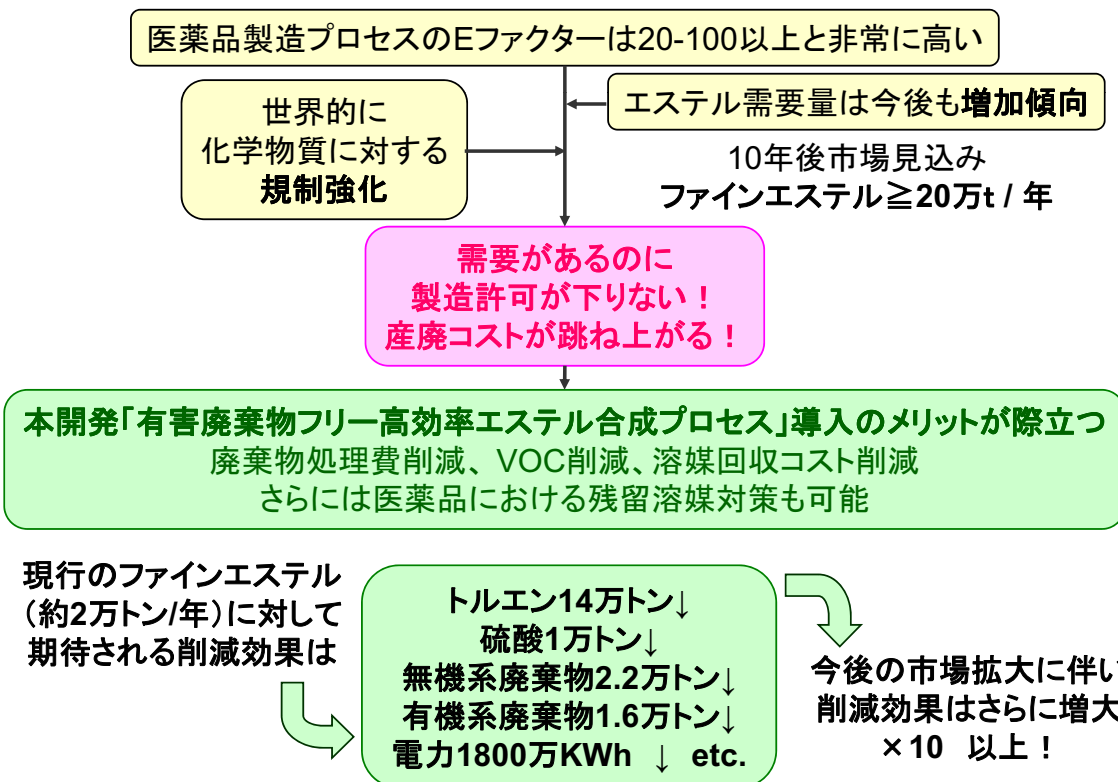 医薬品製造プロセスのEファクターは20-100以上と非常に高い
エステル需要量は今後も増加傾向
世界的に
化学物質に対する
規制強化
10年後市場見込み
ファインエステル≧20万t / 年
需要があるのに
製造許可が下りない！
産廃コストが跳ね上がる！
本開発「有害廃棄物フリー高効率エステル合成プロセス」導入のメリットが際立つ
廃棄物処理費削減、VOC削減、溶媒回収コスト削減
さらには医薬品における残留溶媒対策も可能
現行のファインエステル
（約2万トン/年）に対して
期待される削減効果は
トルエン14万トン↓
硫酸1万トン↓
無機系廃棄物2.2万トン↓
有機系廃棄物1.6万トン↓
電力1800万KWh ↓ etc.
今後の市場拡大に伴い
削減効果はさらに増大
×10 以上！